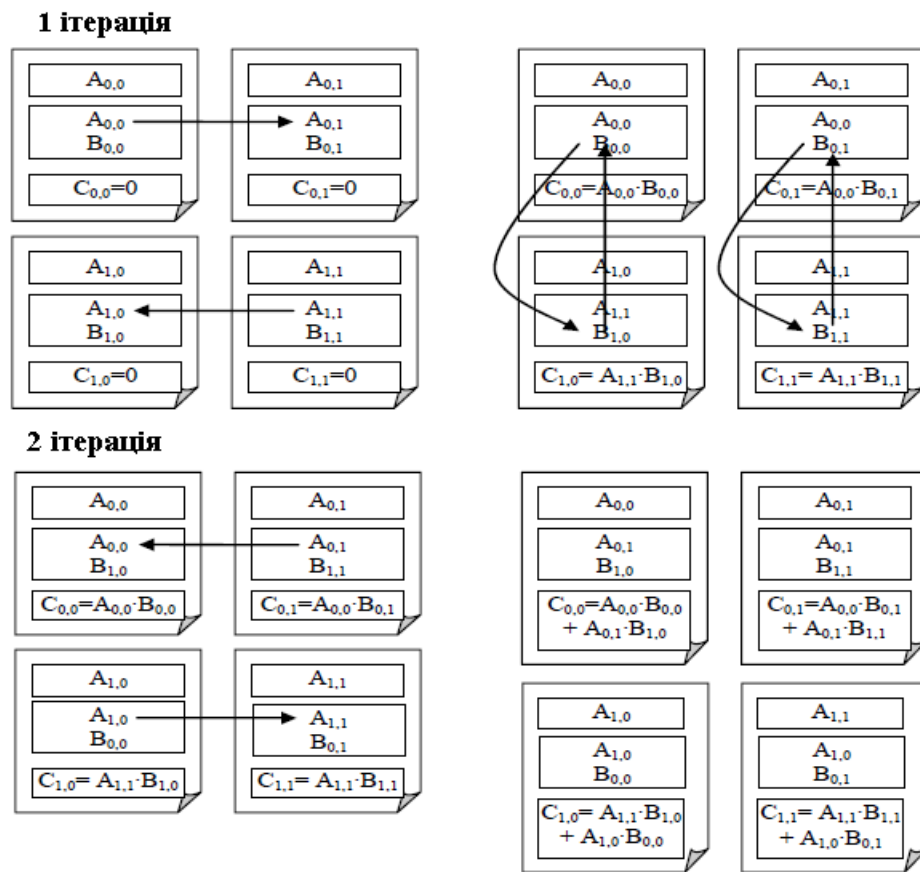 1 ітерація
A0,0
A0,0
B0,0
C0,0=0
A0,1
A0,1
B0,1
C0,1=0
A0,0
A0,0
B0,0
C0,0=A0,0·B0,0
A0,1
A0,0
B0,1
C0,1=A0,0·B0,1
A1,0
A1,0
B1,0
C1,0=0
A1,1
A1,1
B1,1
C1,1=0
A1,0
A1,1
B1,0
C1,0= A1,1·B1,0
A1,1
A1,1
B1,1
C1,1= A1,1·B1,1
2 ітерація
A0,0
A0,0
B1,0
C0,0=A0,0·B0,0
A0,1
A0,1
B1,1
C0,1=A0,0·B0,1
A0,0
A0,1
B1,0
C0,0=A0,0·B0,0
+ A0,1·B1,0
A0,1
A0,1
B1,1
C0,1=A0,0·B0,1
+ A0,1·B1,1
A1,0
A1,0
B0,0
C1,0= A1,1·B1,0
A1,1
A1,1
B0,1
C1,1= A1,1·B1,1
A1,0
A1,0
B0,0
C1,0= A1,1·B1,0
+ A1,0·B0,0
A1,1
A1,0
B0,1
C1,1= A1,1·B1,1
+ A1,0·B0,1